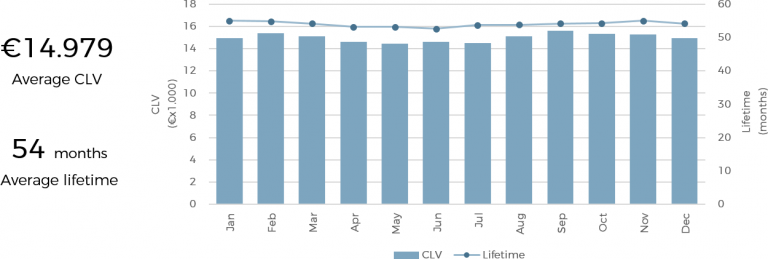 €14.979
Average CLV
54 months
Average lifetime
CLV
(€x1.000)
18
16
14
12
10
8
6
4
2
0
60
50
40
30
20
10
0
Lifetime
(months)
Jan
Feb
Mar
Apr
May
Jun
Jul
Aug
Sep
Oct
Nov
Dec
CLV
Lifetime